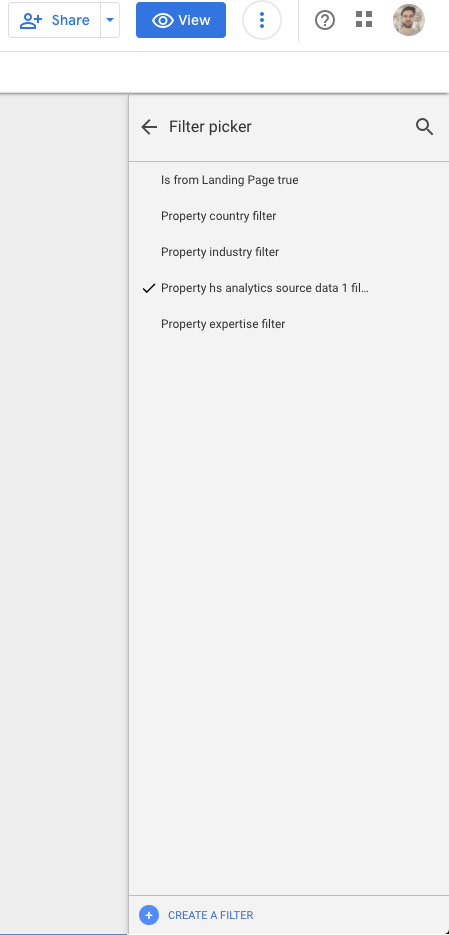 Share
View
Filter picker
Is from Landing Page true
Property country filter
Property industry filter
Property hs analytics source data 1 fil...
Property expertise filter
CREATE A FILTER